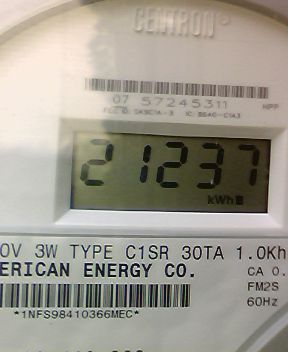 CENTRON®
07 57245311 HPP
21237
kWh
0V 3W TYPE C1SR 30TA 1.0Kh
ERICAN ENERGY CO. CA 0.
FM2S
60Hz
*1NFS98410366MEC*